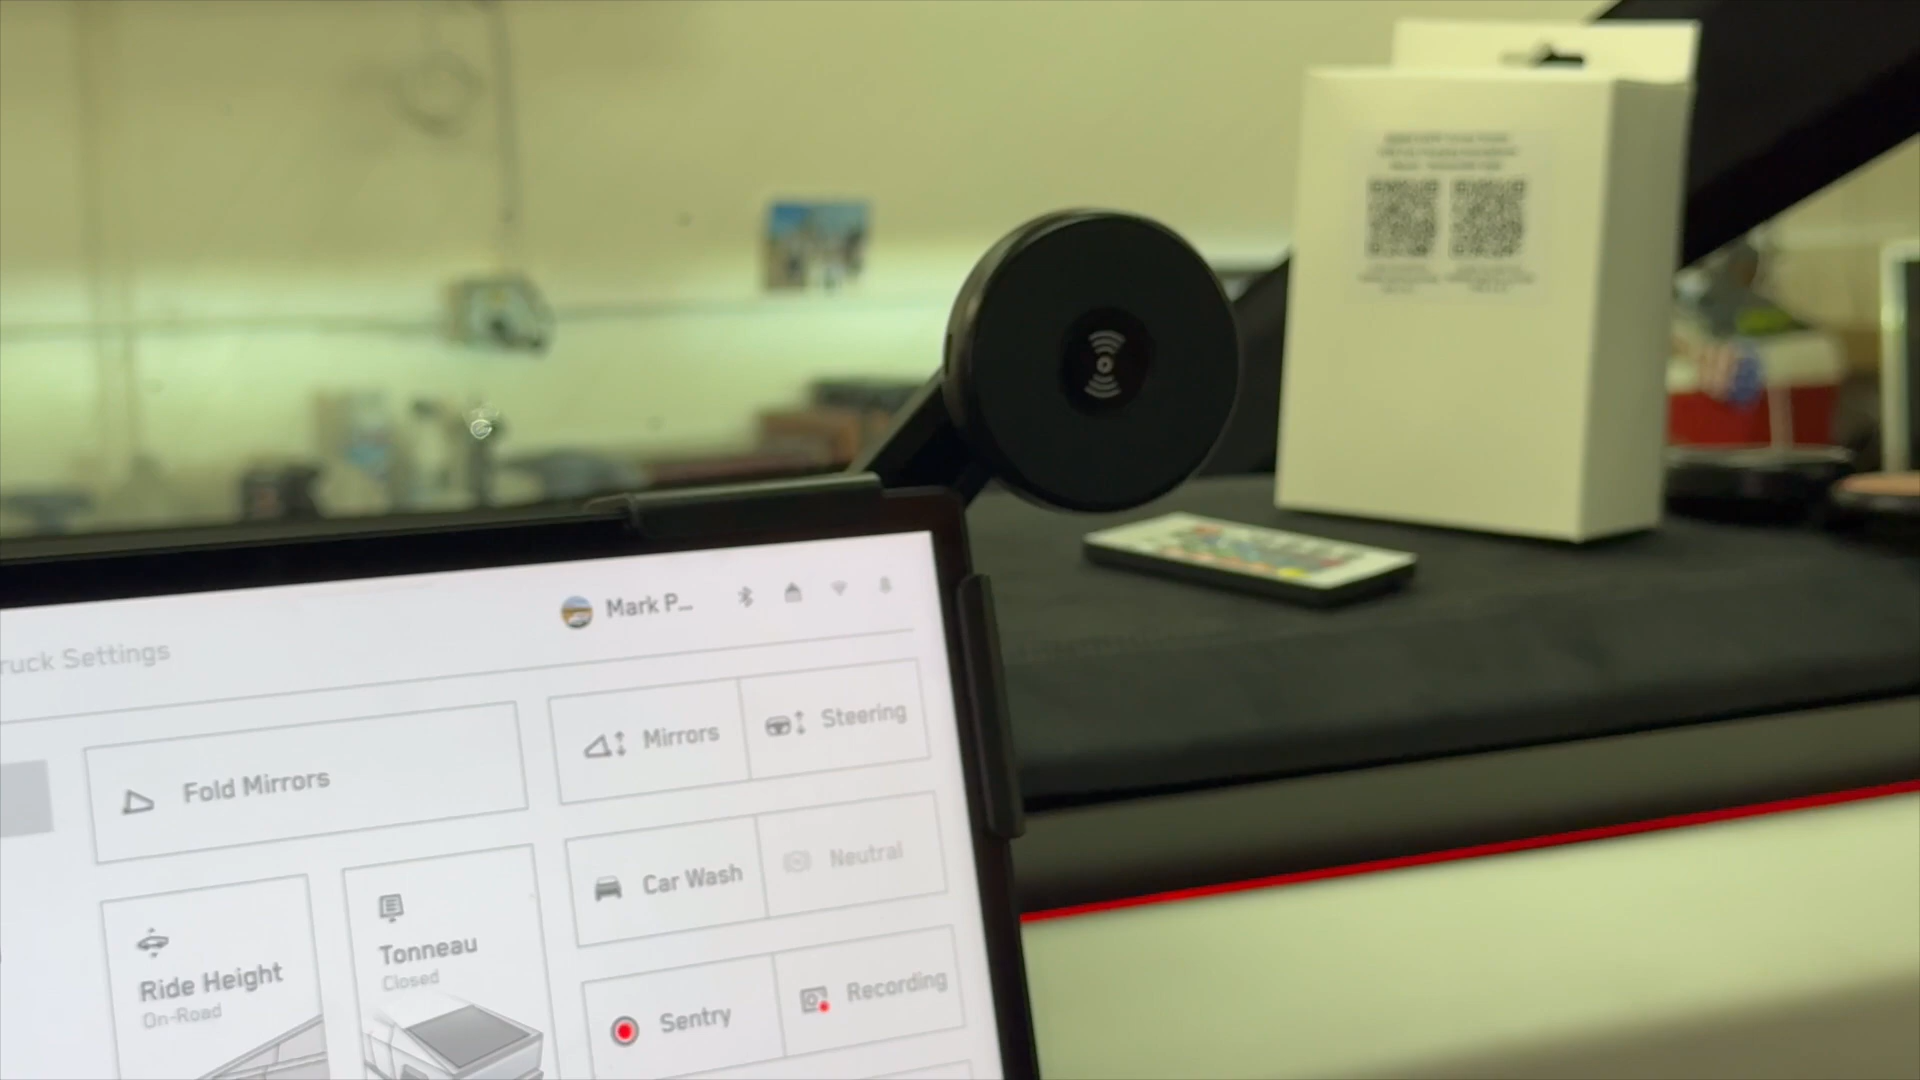 Mark P...
ruck Settings
Fold Mirrors
Mirrors
Steering
Car Wash
Neutral
Ride Height
On-Road
Tonneau
Closed
Sentry
Recording